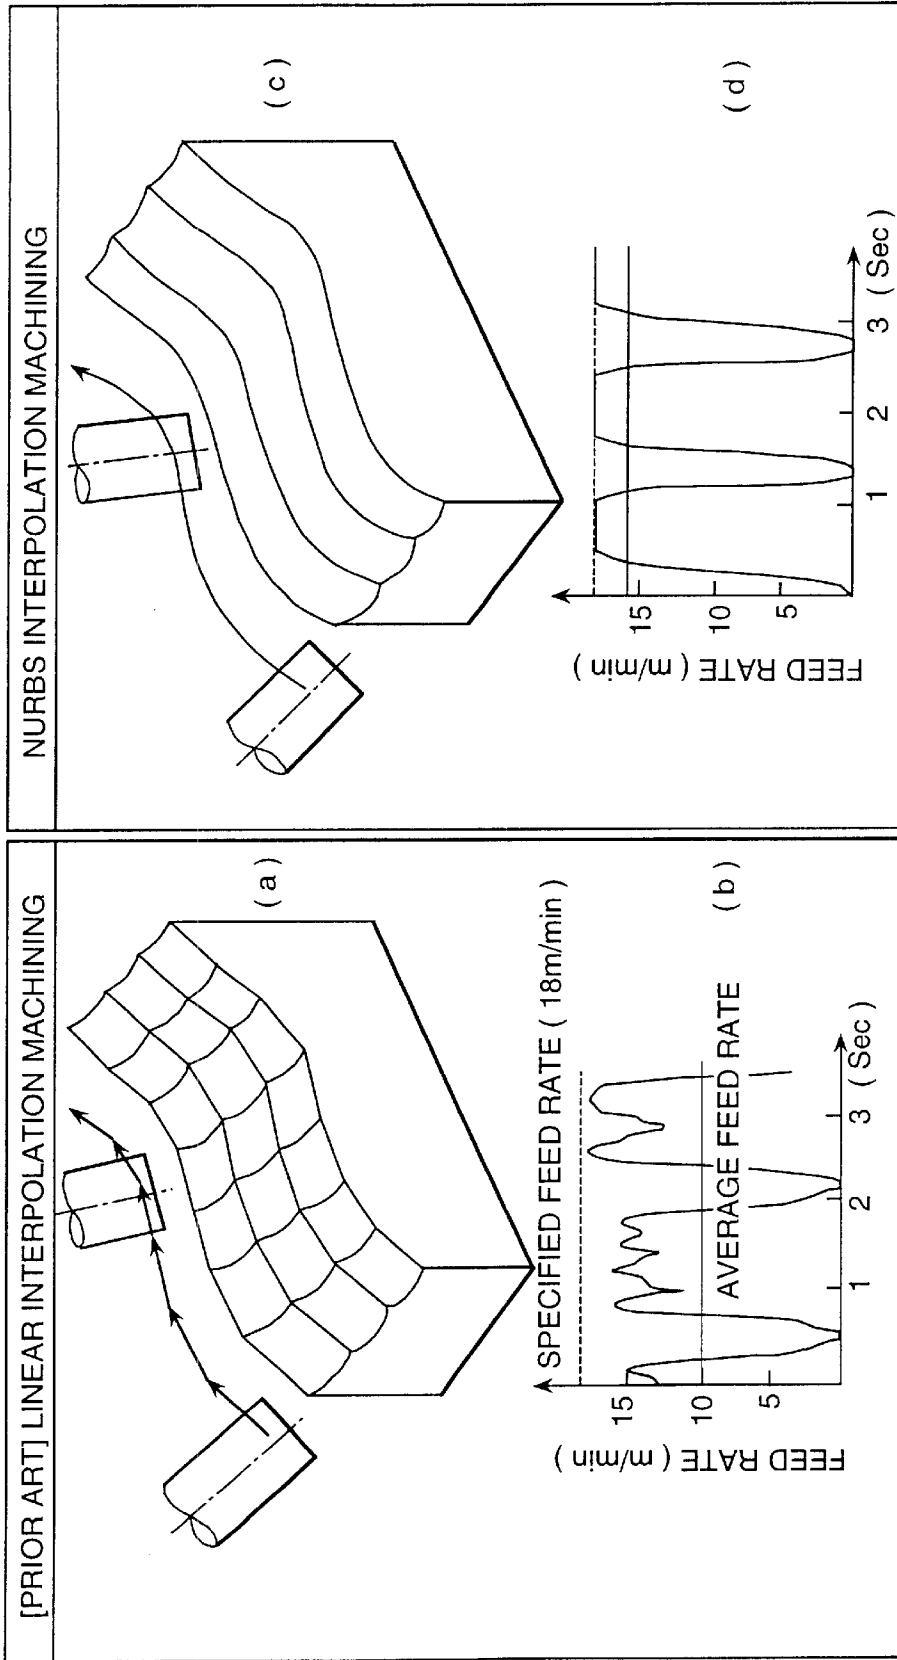 [PRIOR ART] LINEAR INTERPOLATION MACHINING
(a)
SPECIFIED FEED RATE (18m/min)
FEED RATE (m/min)
15
10
5
AVERAGE FEED RATE
1
2
3
(Sec)
(b)
NURBS INTERPOLATION MACHINING
(c)
FEED RATE (m/min)
15
10
5
1
2
3
(Sec)
(d)